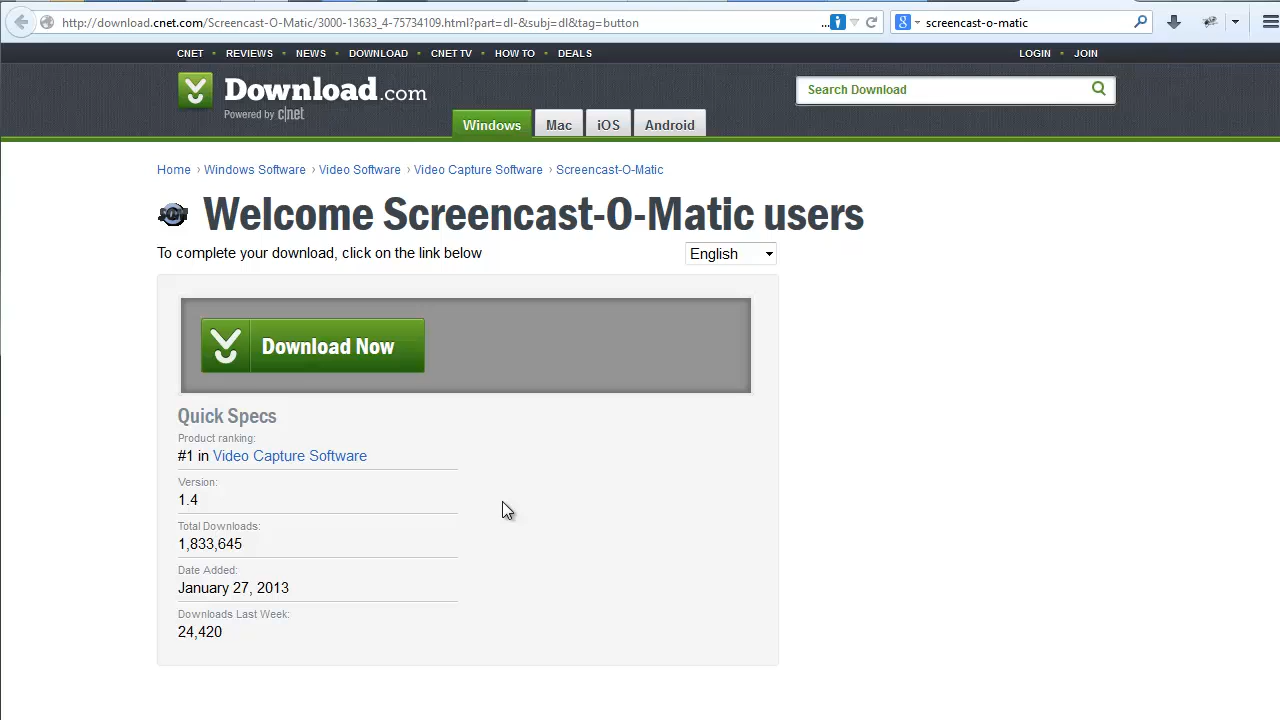 http://download.cnet.com/Screencast-O-Matic/3000-13633_4-75734109.html?part=dl-&subj=dl&tag=button
...
screencast-o-matic
CNET • REVIEWS • NEWS • DOWNLOAD • CNET TV • HOW TO • DEALS
LOGIN • JOIN
Download.com
Powered by c|net
Search Download
Windows
Mac
iOS
Android
Home › Windows Software › Video Software › Video Capture Software › Screencast-O-Matic
Welcome Screencast-O-Matic users
To complete your download, click on the link below
English
Download Now
Quick Specs
Product ranking:
#1 in Video Capture Software
Version:
1.4
Total Downloads:
1,833,645
Date Added:
January 27, 2013
Downloads Last Week:
24,420